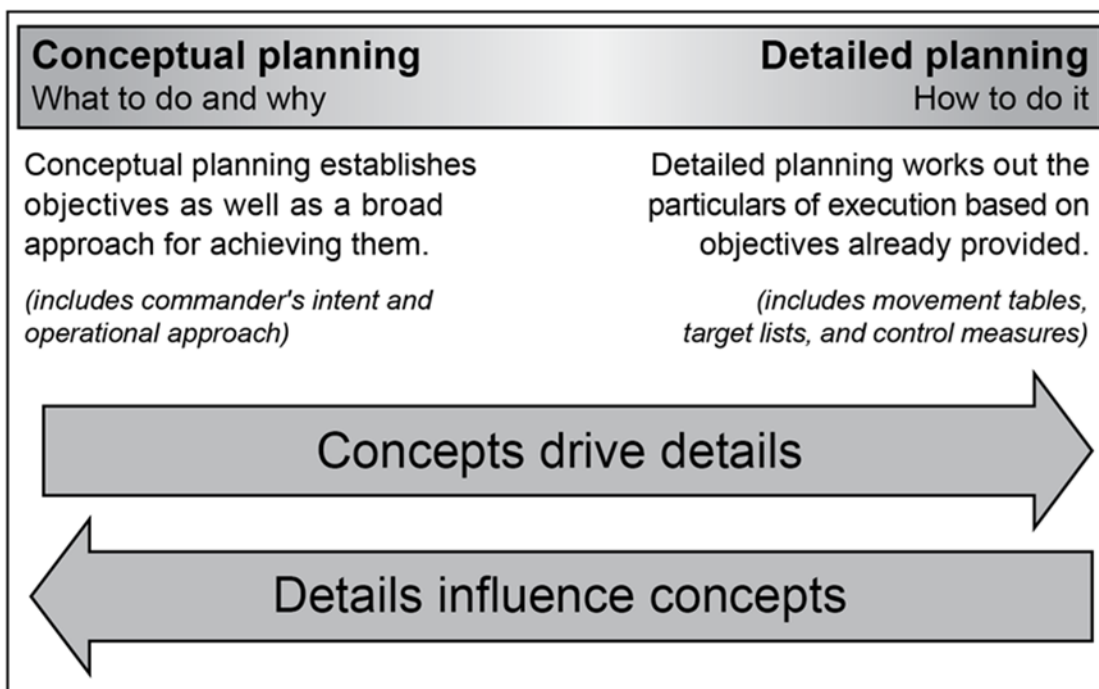 Conceptual planning
What to do and why
Detailed planning
How to do it
Conceptual planning establishes
objectives as well as a broad
approach for achieving them.
(includes commander's intent and
operational approach)
Detailed planning works out the
particulars of execution based on
objectives already provided.
(includes movement tables,
target lists, and control measures)
Concepts drive details
Details influence concepts